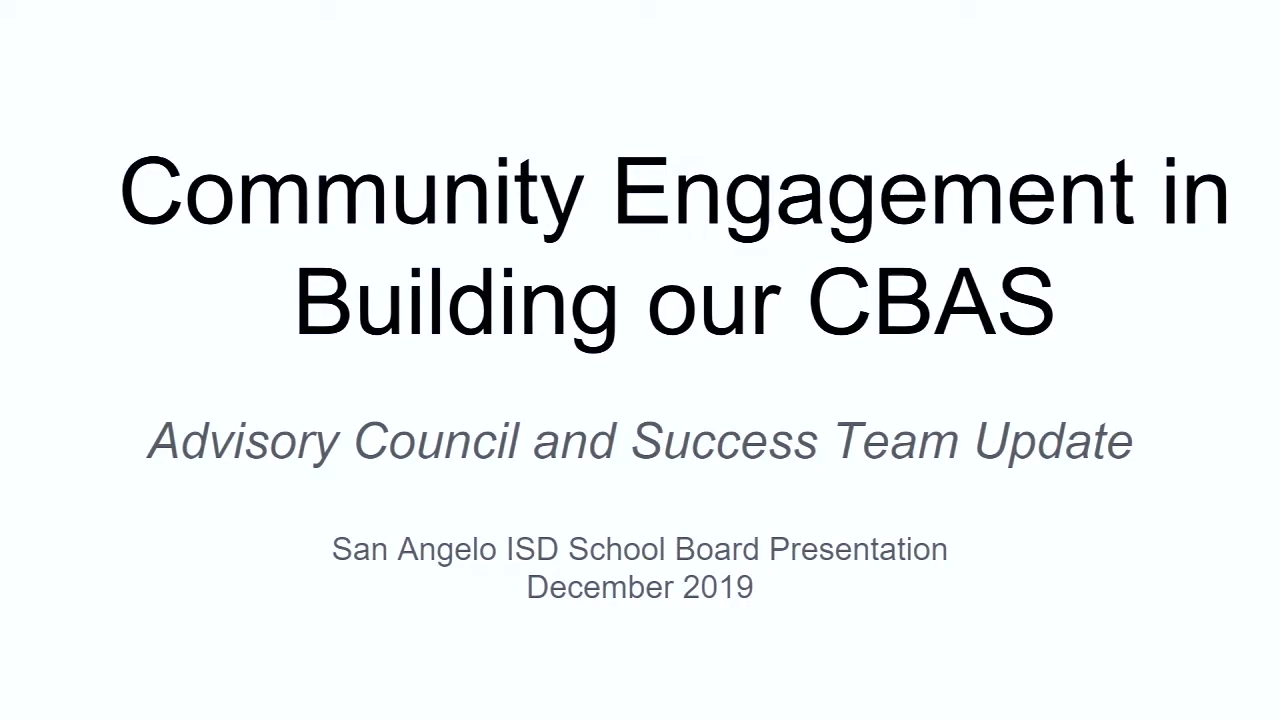 Community Engagement in
Building our CBAS
Advisory Council and Success Team Update
San Angelo ISD School Board Presentation
December 2019